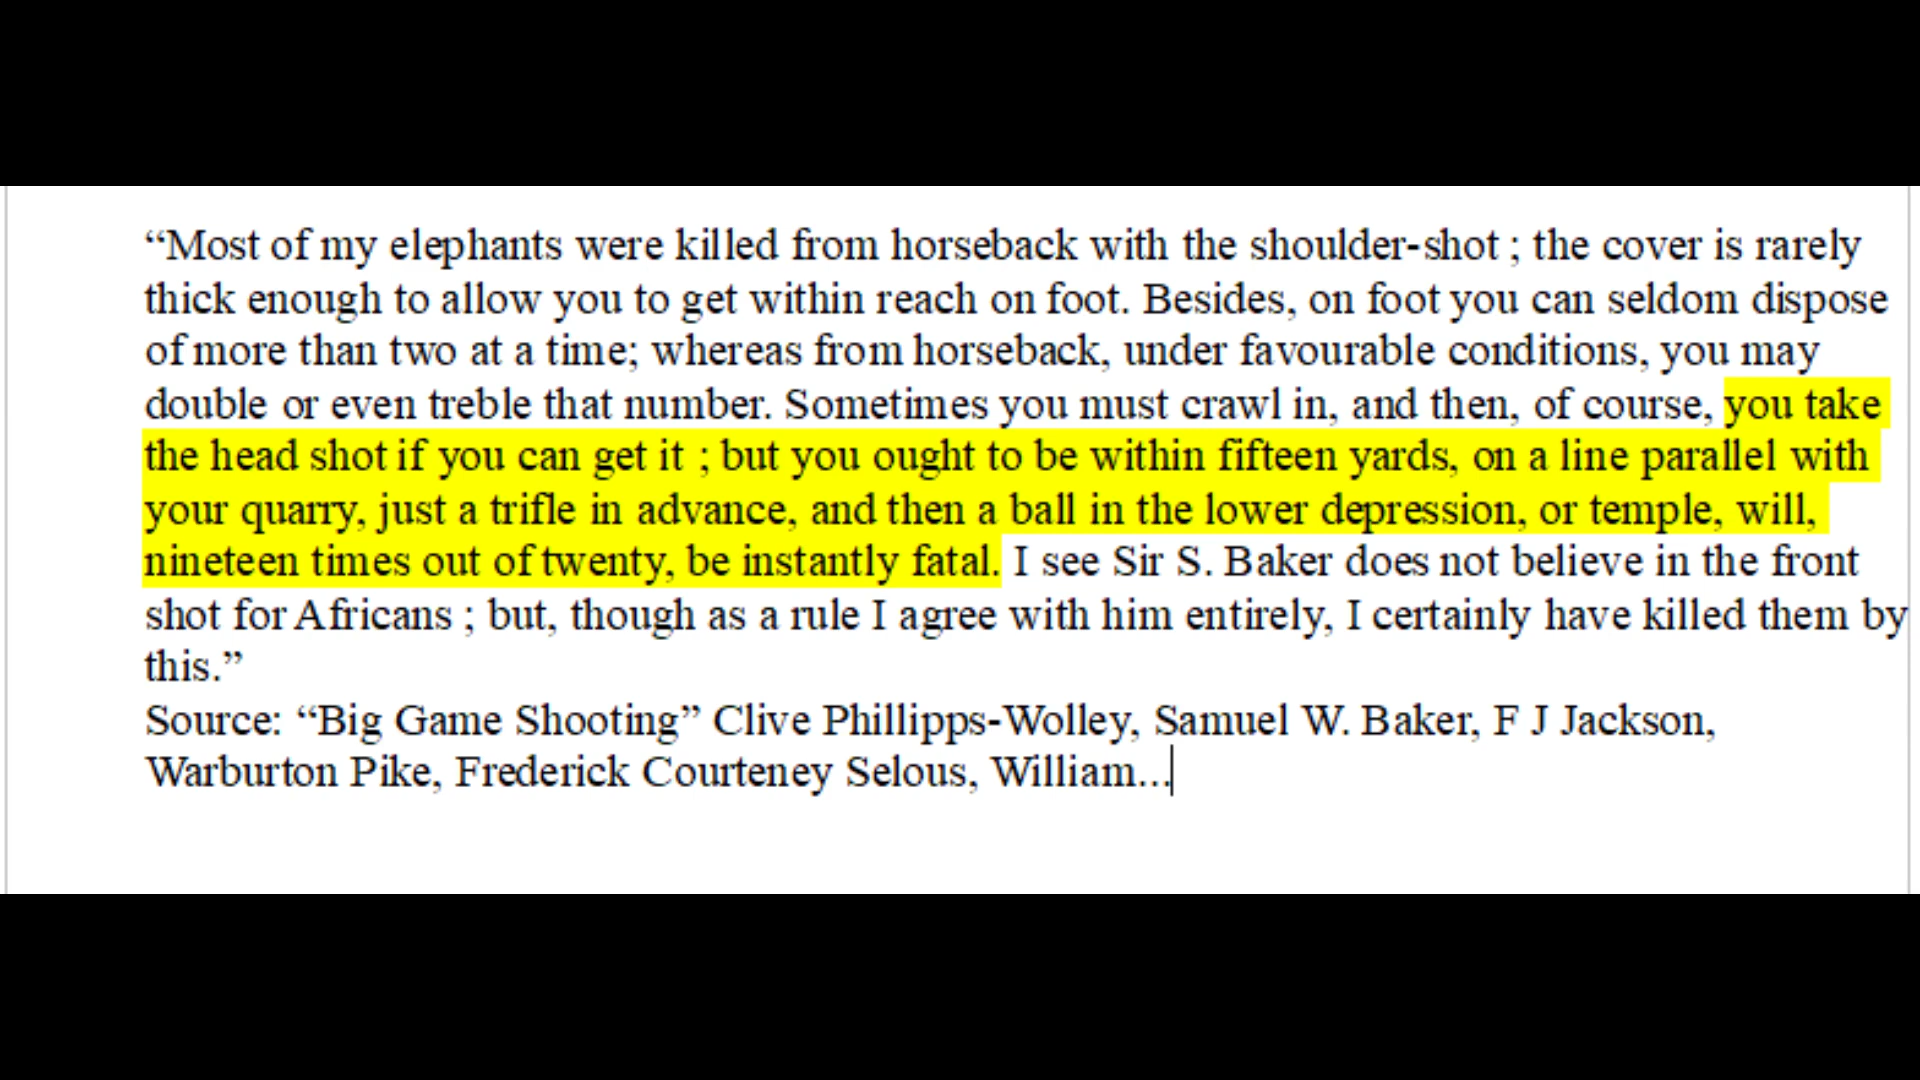 “Most of my elephants were killed from horseback with the shoulder-shot ; the cover is rarely
thick enough to allow you to get within reach on foot. Besides, on foot you can seldom dispose
of more than two at a time; whereas from horseback, under favourable conditions, you may
double or even treble that number. Sometimes you must crawl in, and then, of course, you take
the head shot if you can get it ; but you ought to be within fifteen yards, on a line parallel with
your quarry, just a trifle in advance, and then a ball in the lower depression, or temple, will,
nineteen times out of twenty, be instantly fatal. I see Sir S. Baker does not believe in the front
shot for Africans ; but, though as a rule I agree with him entirely, I certainly have killed them by
this.”
Source: “Big Game Shooting” Clive Phillipps-Wolley, Samuel W. Baker, F J Jackson,
Warburton Pike, Frederick Courteney Selous, William...